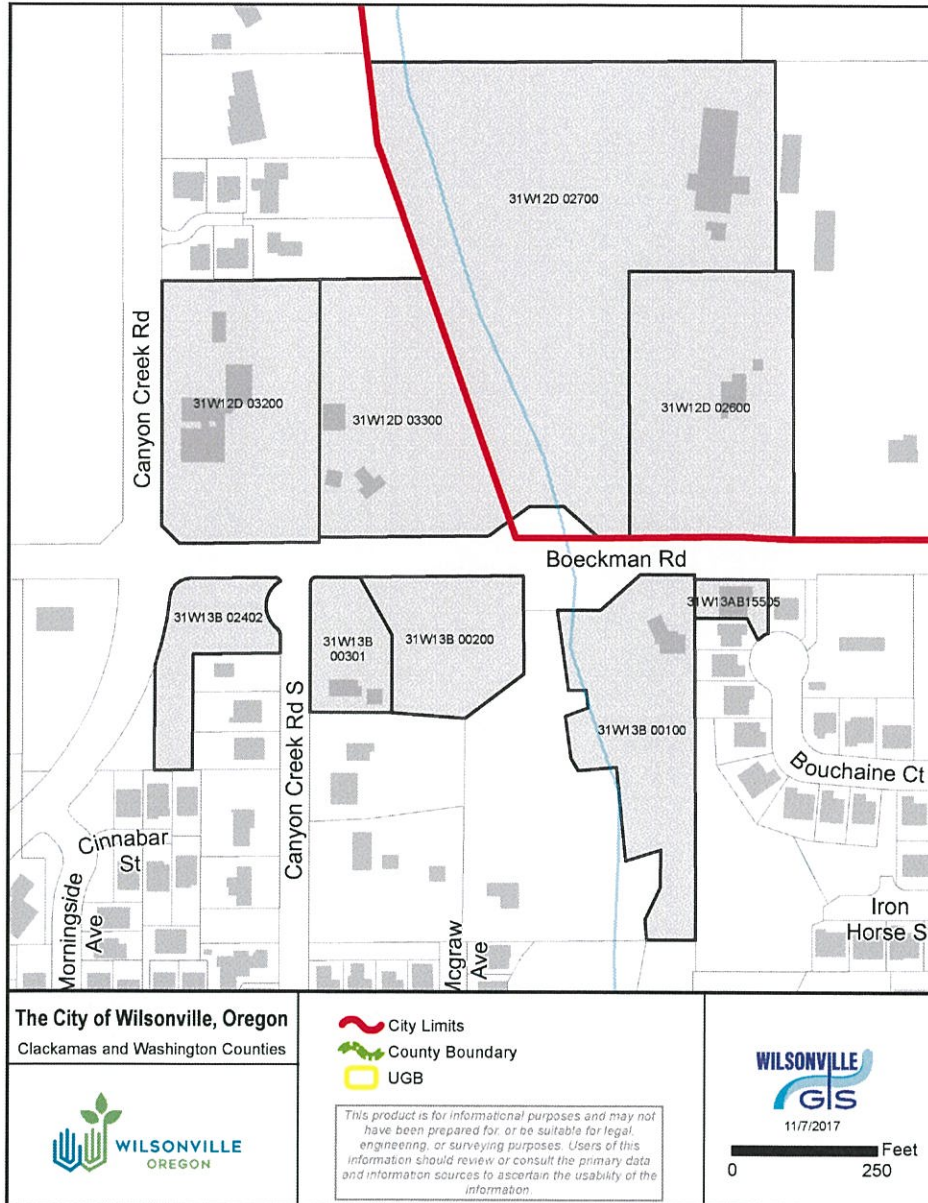 31W12D 02700
Canyon Creek Rd
31W12D 03200
31W12D 03300
31W12D 02600
Boeckman Rd
31W13B 02402
31W13B
00301
31W13B 00200
31W13AB15505
31W13B 00100
Canyon Creek Rd S
Bouchaine Ct
Cinnabar
St
Morningside
Ave
Mcgraw
Ave
Iron
Horse S
The City of Wilsonville, Oregon
Clackamas and Washington Counties
WILSONVILLE
OREGON
City Limits
County Boundary
UGB
This product is for informational purposes and may not
have been prepared for, or be suitable for legal,
engineering, or surveying purposes. Users of this
information should review or consult the primary data
and information sources to ascertain the usability of the
information.
WILSONVILLE
GIS
11/7/2017
Feet
0 250